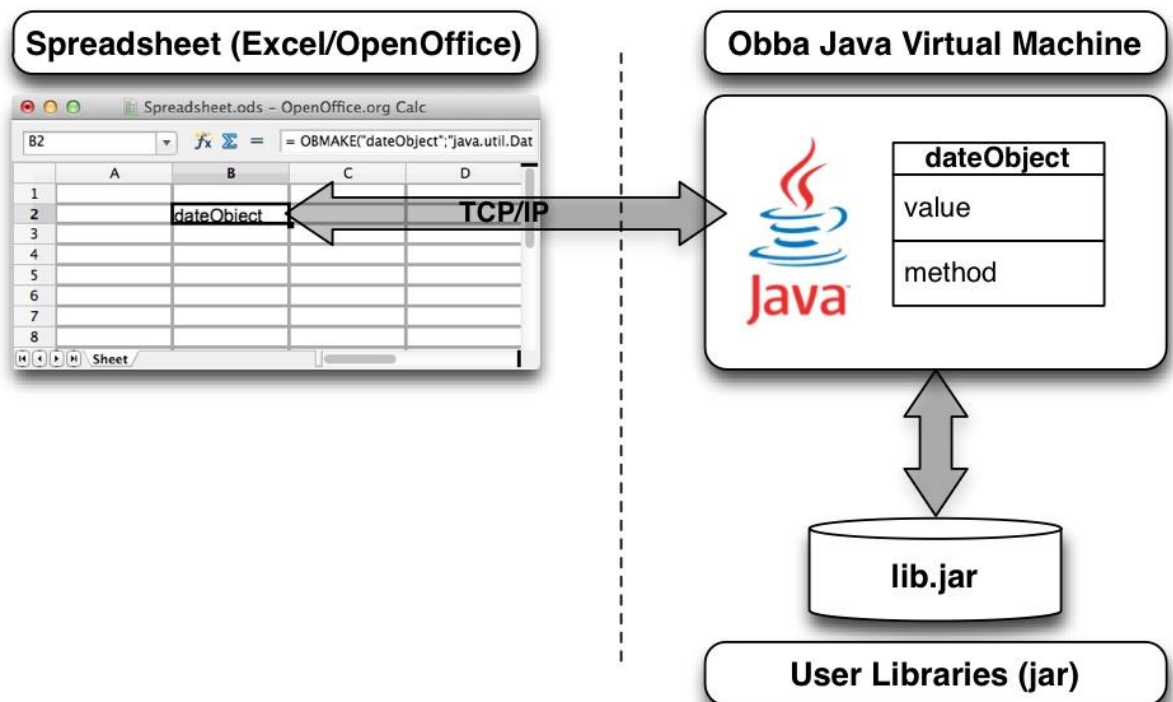 Spreadsheet (Excel/OpenOffice)
Obba Java Virtual Machine
Spreadsheet.ods – OpenOffice.org Calc
B2 fx Σ = = OBMAKE("dateObject";"java.util.Dat
A B C D
1
2 dateObject
3
4
5
6
7
8
Sheet
TCP/IP
Java
dateObject
value
method
lib.jar
User Libraries (jar)